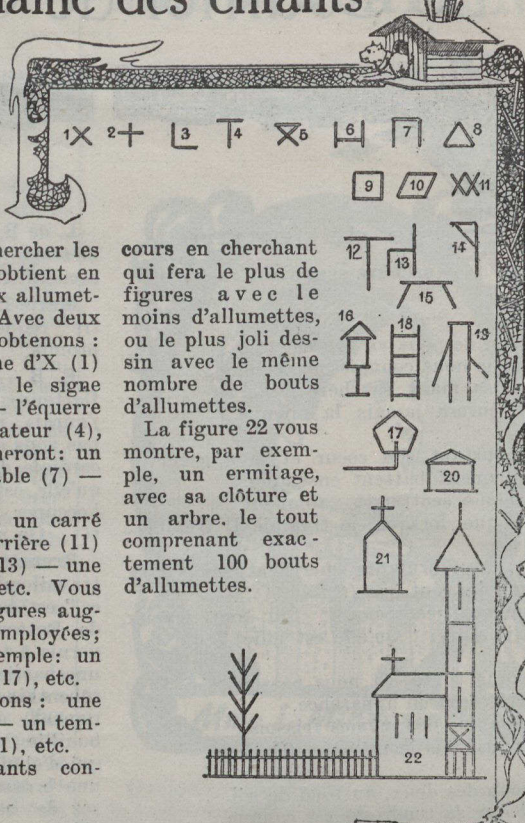 des enfants
1 2 3 4 5 6 7 8
9 10 11
12 13 14
15
16 18 19
17
20
21
22
hercher les
obtient en
x allumet-
Avec deux
obtenons :
ne d'X (1)
le signe
— l'équerre
ateur (4),
neront: un
ble (7) —
un carré
rrière (11)
13) — une
etc. Vous
gures aug-
mployées;
emple: un
17), etc.
ons : une
— un tem-
1), etc.
ants con-
cours en cherchant
qui fera le plus de
figures avec le
moins d'allumettes,
ou le plus joli des-
sin avec le même
nombre de bouts
d'allumettes.
La figure 22 vous
montre, par exem-
ple, un ermitage,
avec sa clôture et
un arbre. le tout
comprenant exac-
tement 100 bouts
d'allumettes.